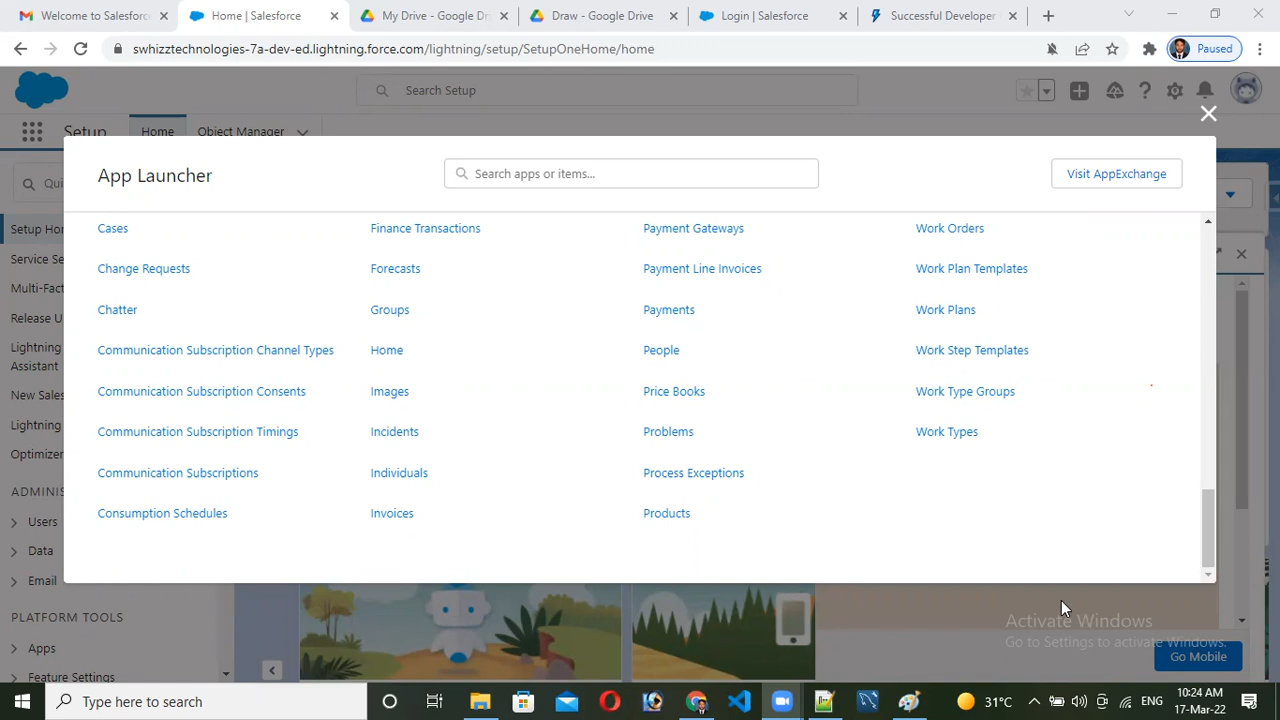 Welcome to Salesforc
Home | Salesforce
My Drive - Google Dri
Draw - Google Drive
Login | Salesforce
Successful Developer
swhizztechnologies-7a-dev-ed.lightning.force.com/lightning/setup/SetupOneHome/home
Paused
Search Setup
Setup
Home
Object Manager
App Launcher
Search apps or items...
Visit AppExchange
Qui
Setup Hom
Service Se
Multi-Fact
Release U
Lightning
Assistant
New Sales
Lightning
Optimizer
ADMINIS
Users
Data
Email
PLATFORM TOOLS
Apps
Feature Settings
Cases
Finance Transactions
Payment Gateways
Work Orders
Change Requests
Forecasts
Payment Line Invoices
Work Plan Templates
Chatter
Groups
Payments
Work Plans
Communication Subscription Channel Types
Home
People
Work Step Templates
Communication Subscription Consents
Images
Price Books
Work Type Groups
Communication Subscription Timings
Incidents
Problems
Work Types
Communication Subscriptions
Individuals
Process Exceptions
Consumption Schedules
Invoices
Products
Activate Windows
Go to Settings to activate Windows.
Go Mobile
Type here to search
31°C
ENG
10:24 AM
17-Mar-22